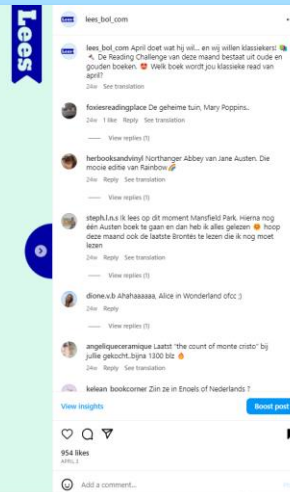 Lees
lees_bol_com
lees_bol_com April doet wat hij wil... en wij willen klassiekers!
De Reading Challenge van deze maand bestaat uit oude en
gouden boeken. Welk boek wordt jou klassieke read van
april?
24w See translation
foxiesreadingplace De geheime tuin, Mary Poppins..
24w 1 like Reply See translation
View replies (1)
herbooksandvinyl Northanger Abbey van Jane Austen. Die
mooie editie van Rainbow
24w Reply See translation
View replies (1)
steph.l.n.s Ik lees op dit moment Mansfield Park. Hierna nog
één Austen boek te gaan en dan heb ik alles gelezen hoop
deze maand ook de laatste Brontës te lezen die ik nog moet
lezen
24w Reply See translation
View replies (1)
dione.v.b Ahahaaaaaa, Alice in Wonderland ofcc ;)
24w Reply
View replies (1)
angeliqueceramique Laatst "the count of monte cristo" bij
jullie gekocht..bijna 1300 blz
24w Reply See translation
kelean_bookcorner Zijn ze in Engels of Nederlands ?
View insights
Boost post
954 likes
APRIL 3
Add a comment...